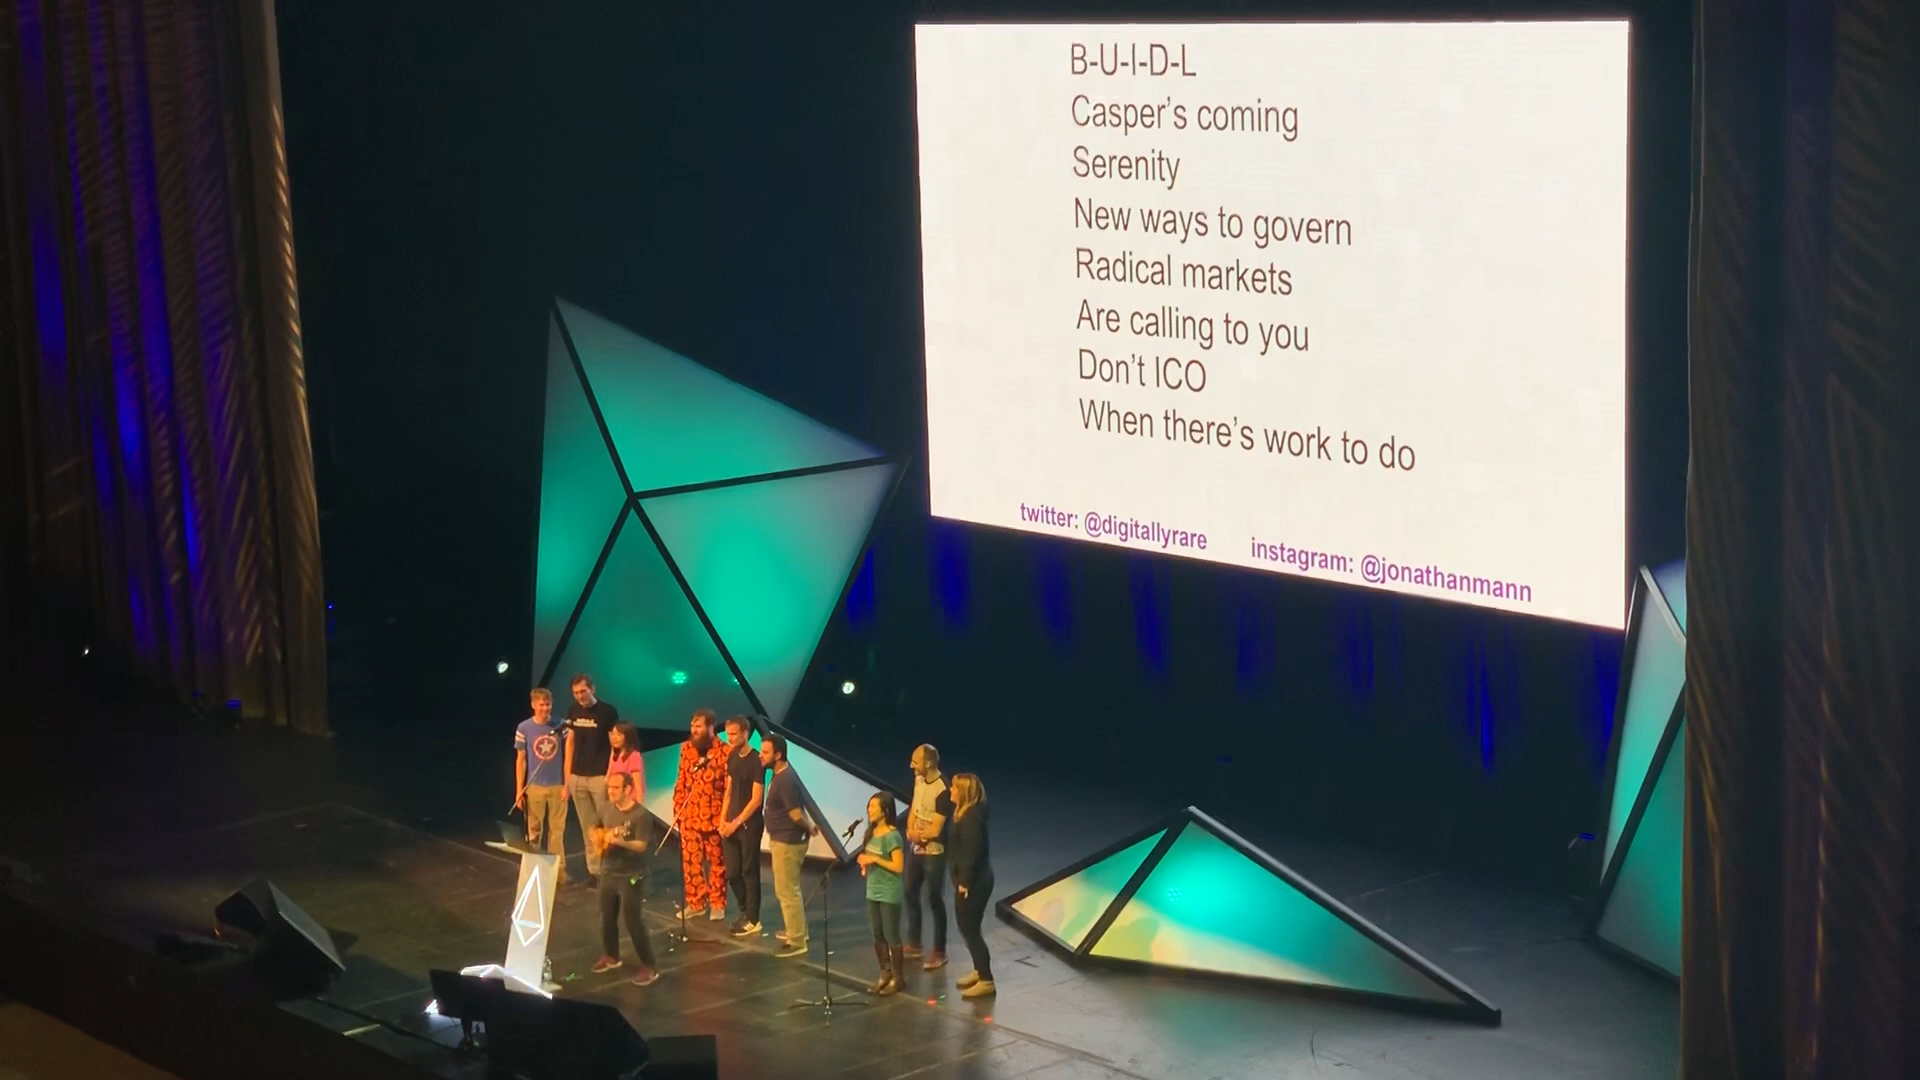 B-U-I-D-L
Casper's coming
Serenity
New ways to govern
Radical markets
Are calling to you
Don't ICO
When there's work to do
twitter: @digitallyrare instagram: @jonathanmann